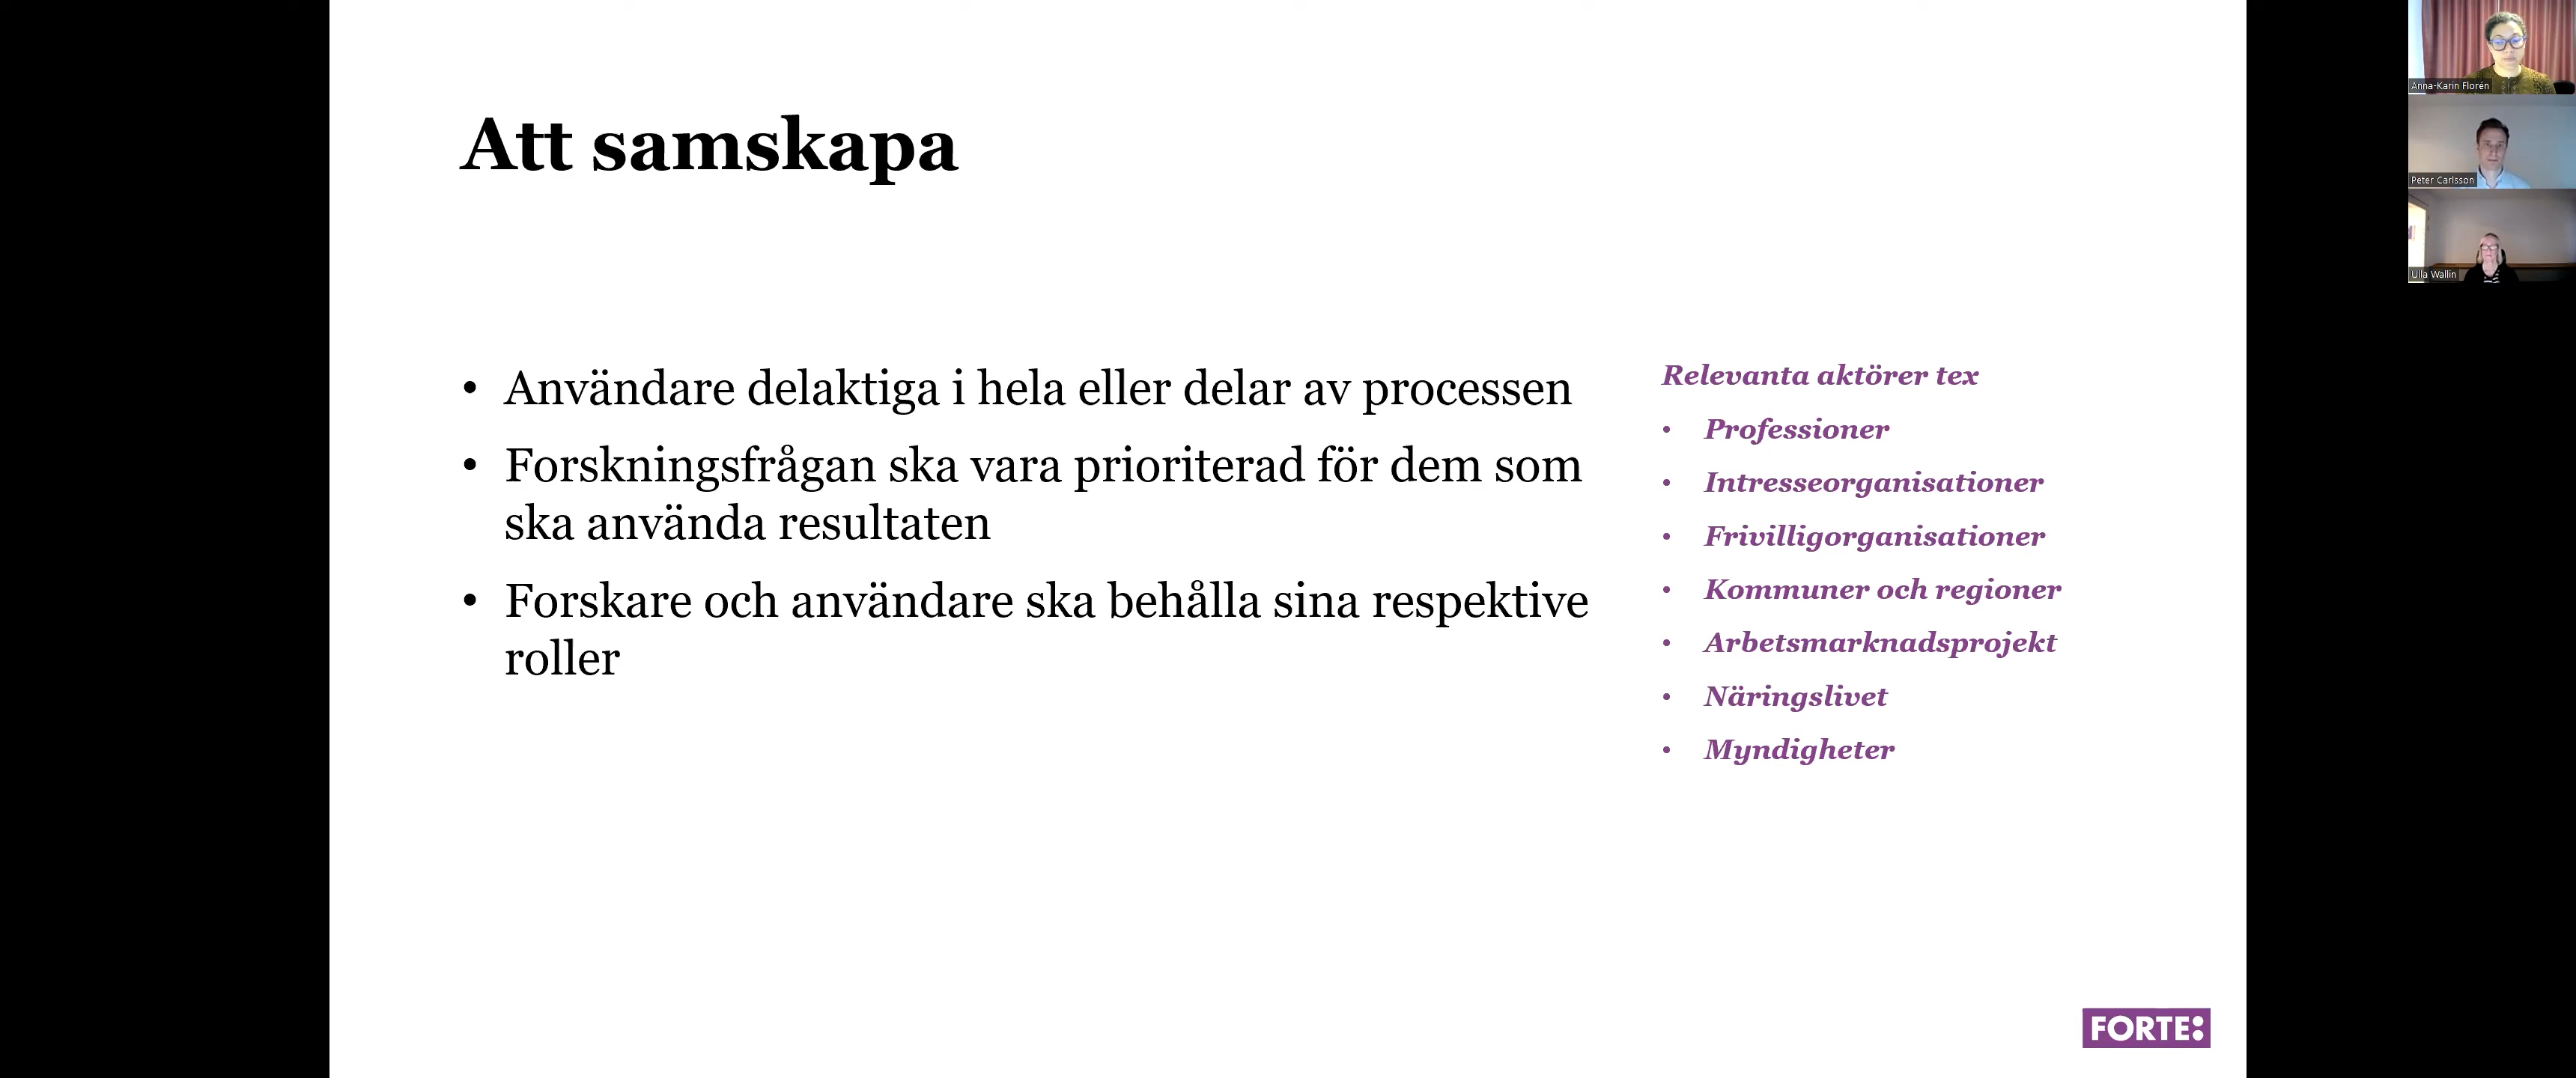 Att samskapa
• Användare delaktiga i hela eller delar av processen
• Forskningsfrågan ska vara prioriterad för dem som
ska använda resultaten
• Forskare och användare ska behålla sina respektive
roller
Relevanta aktörer tex
• Professioner
• Intresseorganisationer
• Frivilligorganisationer
• Kommuner och regioner
• Arbetsmarknadsprojekt
• Näringslivet
• Myndigheter
FORTE:
Anna-Karin Florén
Peter Carlsson
Ulla Wallin